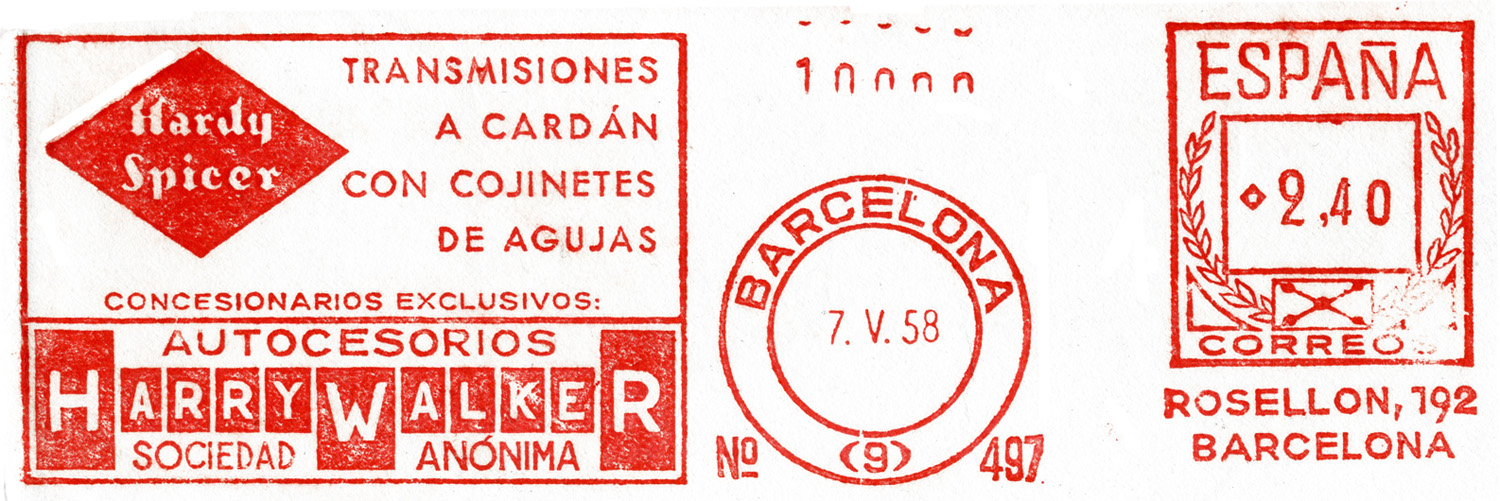 Hardy
Spicer
TRANSMISIONES
A CARDÁN
CON COJINETES
DE AGUJAS
CONCESIONARIOS EXCLUSIVOS:
AUTOCESORIOS
HARRY WALKER
SOCIEDAD ANÓNIMA
BARCELONA
7. V. 58
Nº (9) 497
ESPAÑA
2,40
CORREOS
ROSELLON, 192
BARCELONA